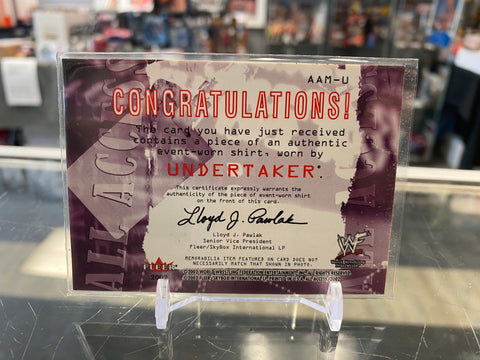 AAM-U
CONGRATULATIONS!
The card you have just received
contains a piece of an authentic
event-worn shirt, worn by
UNDERTAKER.
This certificate expressly warrants the
authenticity of the piece of event-worn shirt
on the front of this card.
Lloyd J. Pawlak
Lloyd J. Pawlak
Senior Vice President
Fleer/SkyBox International LP
MEMORABILIA ITEM FEATURED ON CARD DOES NOT
NECESSARILY MATCH THAT SHOWN IN PHOTO.
ALL ACCESS
FLEER
2002